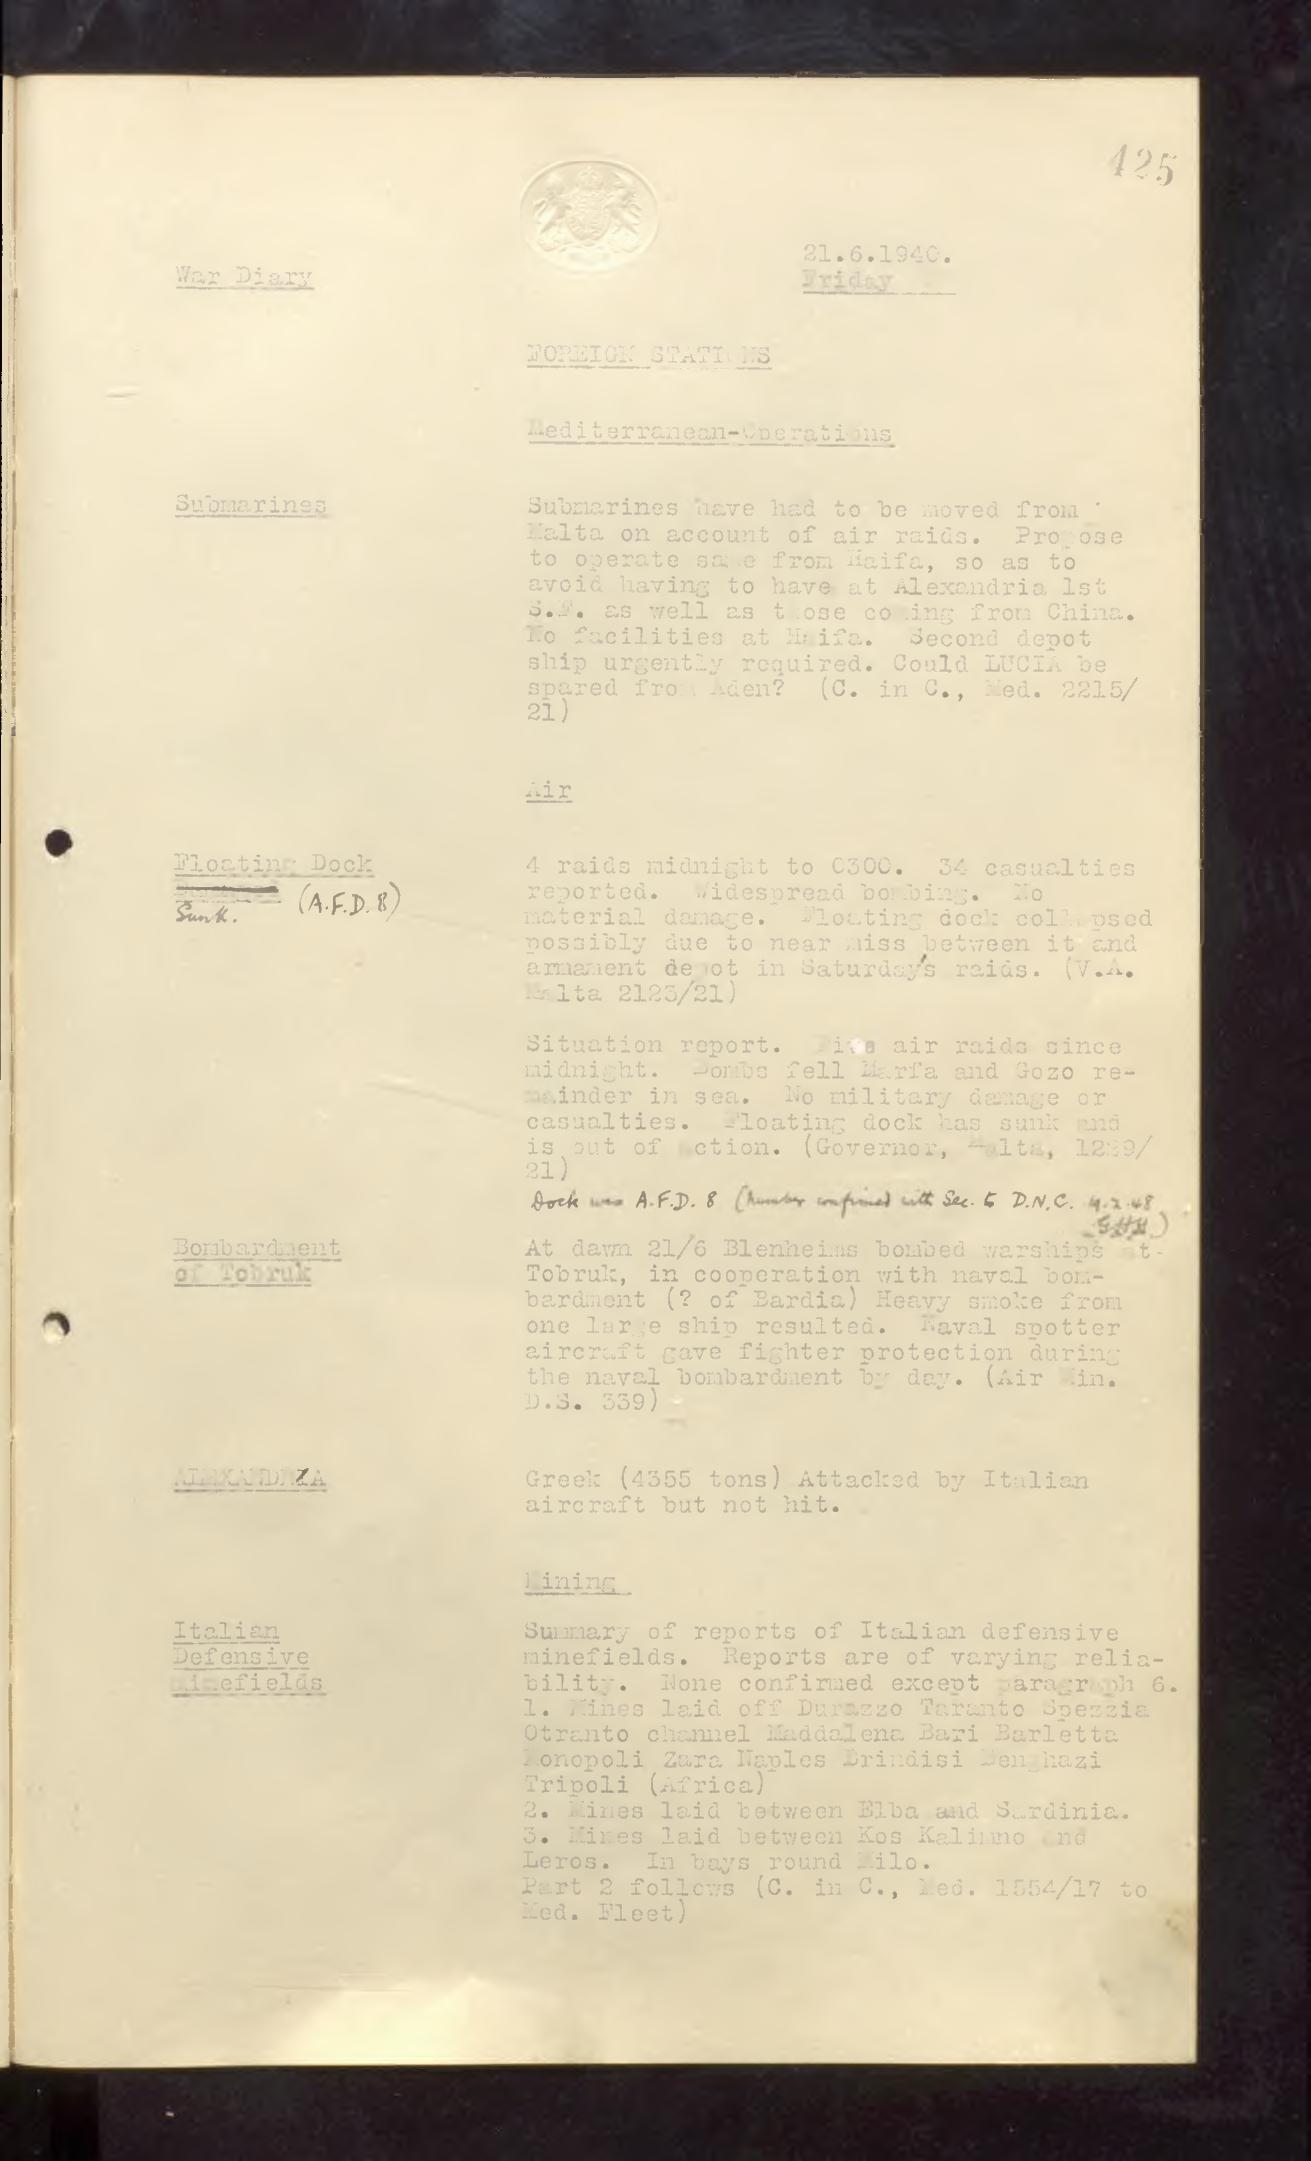 425
21.6.1940.
War Diary
Friday
FOREIGN STATIONS
Mediterranean-Operations
Submarines
Submarines have had to be moved from
Malta on account of air raids. Propose
to operate same from Haifa, so as to
avoid having to have at Alexandria 1st
S.F. as well as those coming from China.
No facilities at Haifa. Second depot
ship urgently required. Could LUCIA be
spared from Aden? (C. in C., Med. 2215/
21)
Air
Floating Dock
Sunk. (A.F.D. 8)
4 raids midnight to 0300. 34 casualties
reported. Widespread bombing. No
material damage. Floating dock collapsed
possibly due to near miss between it and
armament depot in Saturday's raids. (V.A.
Malta 2123/21)
Situation report. Five air raids since
midnight. Bombs fell Marfa and Gozo re-
mainder in sea. No military damage or
casualties. Floating dock has sunk and
is out of action. (Governor, Malta,
21)
Dock was A.F.D. 8 (Number confirmed with Sec. to D.N.C. 4.2.48
Bombardment
of Tobruk
At dawn 21/6 Blenheims bombed warships at
Tobruk, in cooperation with naval bom-
bardment (? of Bardia) Heavy smoke from
one large ship resulted. Naval spotter
aircraft gave fighter protection during
the naval bombardment by day. (Air Min.
D.S. 339)
ALEXANDRA
Greek (4355 tons) Attacked by Italian
aircraft but not hit.
Mining
Italian
Defensive
Minefields
Summary of reports of Italian defensive
minefields. Reports are of varying relia-
bility. None confirmed except paragraph 6.
1. Mines laid off Durazzo Taranto Spezzia
Otranto channel Maddalena Bari Barletta
Monopoli Zara Naples Brindisi Benghazi
Tripoli (Africa)
2. Mines laid between Elba and Sardinia.
3. Mines laid between Kos Kalimno and
Leros. In bays round Milo.
Part 2 follows (C. in C., Med. 1554/17 to
Med. Fleet)